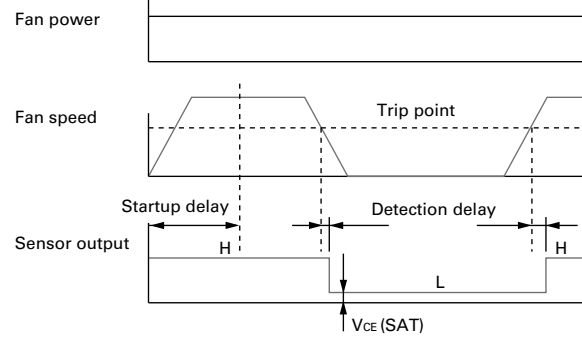 Fan power
Fan speed
Trip point
Startup delay
Detection delay
Sensor output
H
H
L
VCE (SAT)